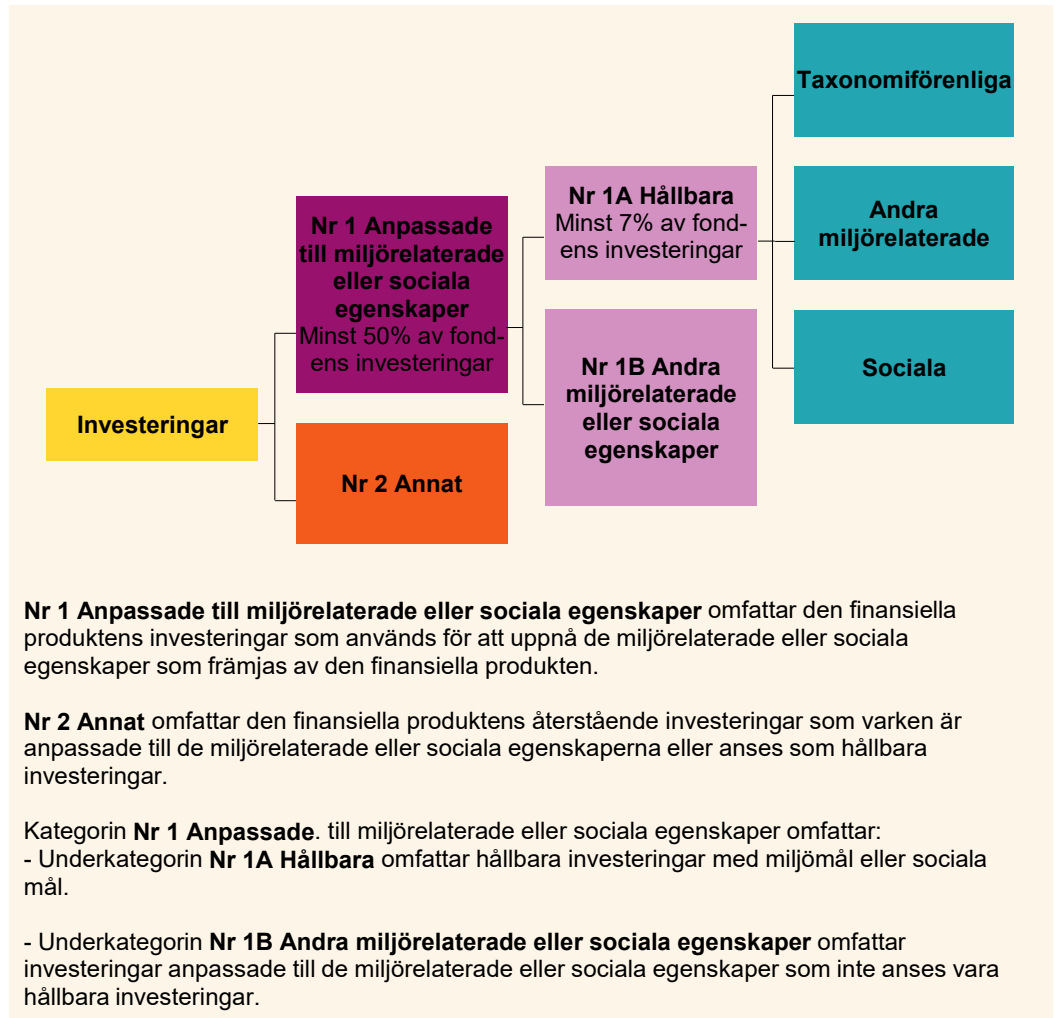 Taxonomiförenliga
Nr 1A Hållbara
Minst 7% av fond-
ens investeringar
Andra
miljörelaterade
Nr 1 Anpassade
till miljörelaterade
eller sociala
egenskaper
Minst 50% av fond-
ens investeringar
Nr 1B Andra
miljörelaterade
eller sociala
egenskaper
Sociala
Investeringar
Nr 2 Annat
Nr 1 Anpassade till miljörelaterade eller sociala egenskaper omfattar den finansiella
produktens investeringar som används för att uppnå de miljörelaterade eller sociala
egenskaper som främjas av den finansiella produkten.
Nr 2 Annat omfattar den finansiella produktens återstående investeringar som varken är
anpassade till de miljörelaterade eller sociala egenskaperna eller anses som hållbara
investeringar.
Kategorin Nr 1 Anpassade. till miljörelaterade eller sociala egenskaper omfattar:
- Underkategorin Nr 1A Hållbara omfattar hållbara investeringar med miljömål eller sociala
mål.
- Underkategorin Nr 1B Andra miljörelaterade eller sociala egenskaper omfattar
investeringar anpassade till de miljörelaterade eller sociala egenskaper som inte anses vara
hållbara investeringar.